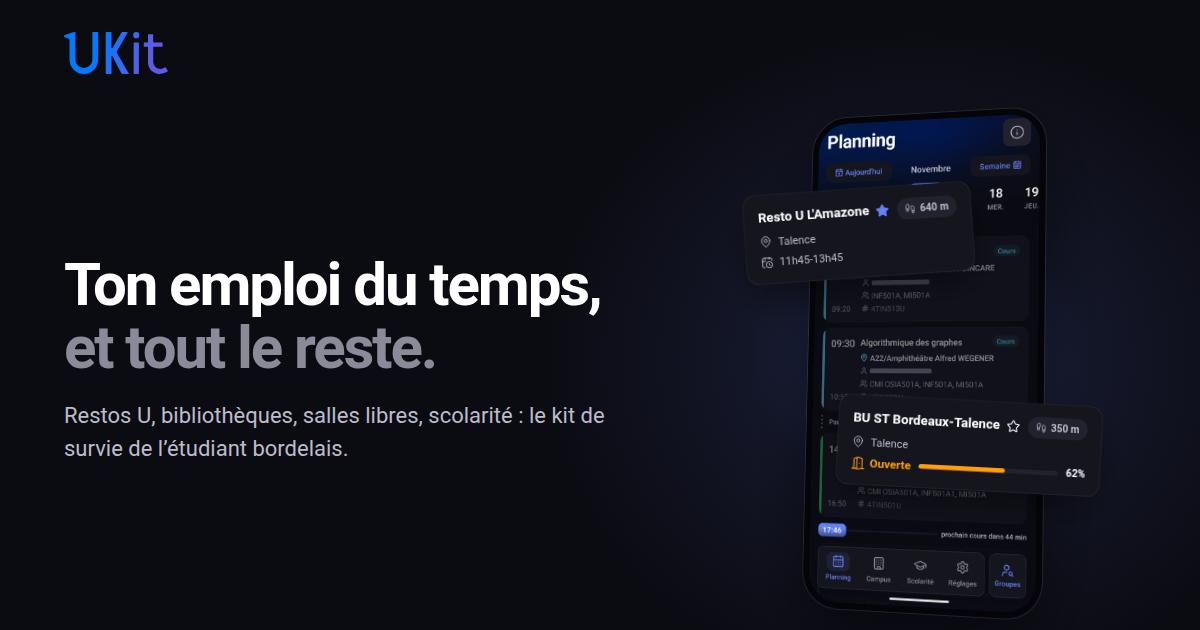 UKit
Ton emploi du temps,
et tout le reste.
Restos U, bibliothèques, salles libres, scolarité : le kit de
survie de l’étudiant bordelais.
Planning
Aujourd'hui
Novembre
Semaine
18
MER.
19
JEU.
Resto U L'Amazone
640 m
Talence
11h45-13h45
Cours
INF501A, MI501A
09:20
4TIN513U
09:30
Algorithmique des graphes
Cours
A22/Amphithéâtre Alfred WEGENER
CMI OSIA501A, INF501A, MI501A
BU ST Bordeaux-Talence
350 m
Talence
Ouverte
62%
CMI OSIA501A, INF501A1, MI501A
16:50
4TIN501U
17:46
prochain cours dans 44 min
Planning
Campus
Scolarité
Réglages
Groupes